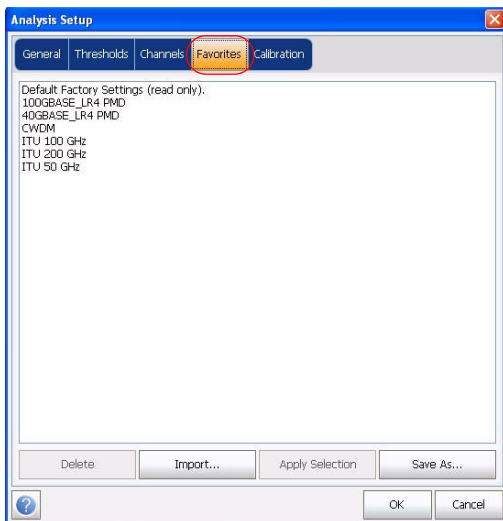 Analysis Setup
General Thresholds Channels Favorites Calibration
Default Factory Settings (read only).
100GBASE_LR4 PMD
40GBASE_LR4 PMD
CWDM
ITU 100 GHz
ITU 200 GHz
ITU 50 GHz
Delete Import... Apply Selection Save As...
? OK Cancel